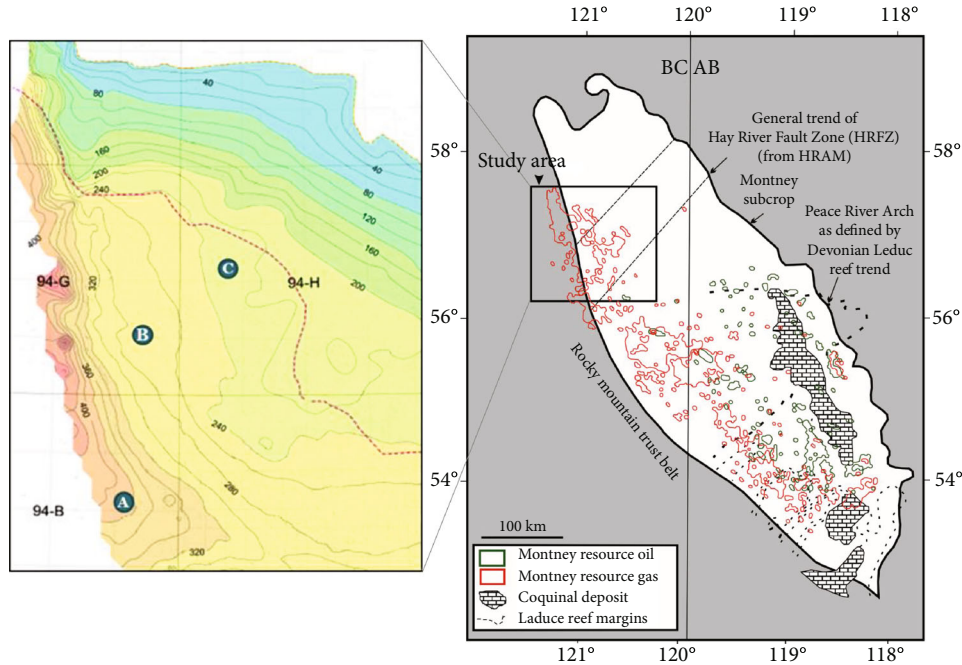 121°
120°
119°
118°
BC AB
General trend of
Hay River Fault Zone (HRFZ)
(from HRAM)
Montney
subcrop
Peace River Arch
as defined by
Devonian Leduc
reef trend
Study area
58°
56°
54°
Rocky mountain trust belt
100 km
Montney resource oil
Montney resource gas
Coquinal deposit
Laduce reef margins
121°
120°
119°
118°
40
40
80
160
200
240
80
120
160
200
400
94-G
320
C
94-H
B
360
400
240
280
94-B
A
320